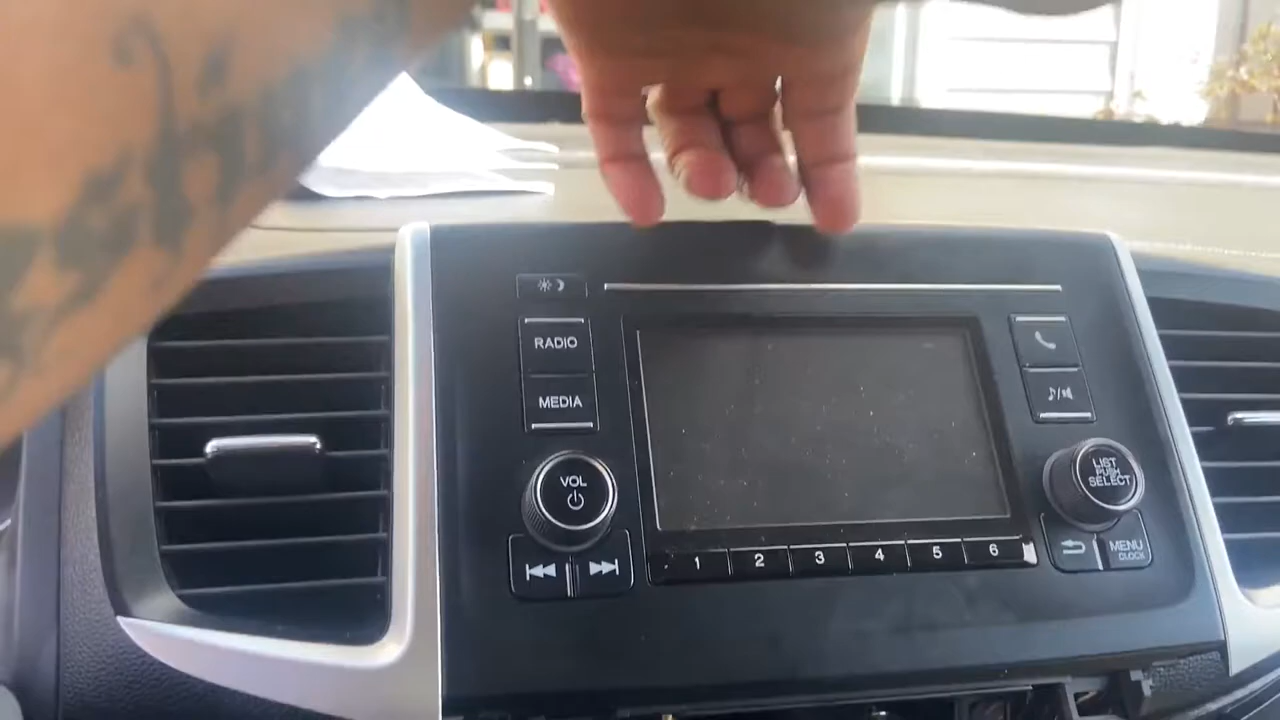 RADIO
MEDIA
VOL
1 2 3 4 5 6
LIST
PUSH
SELECT
MENU
CLOCK